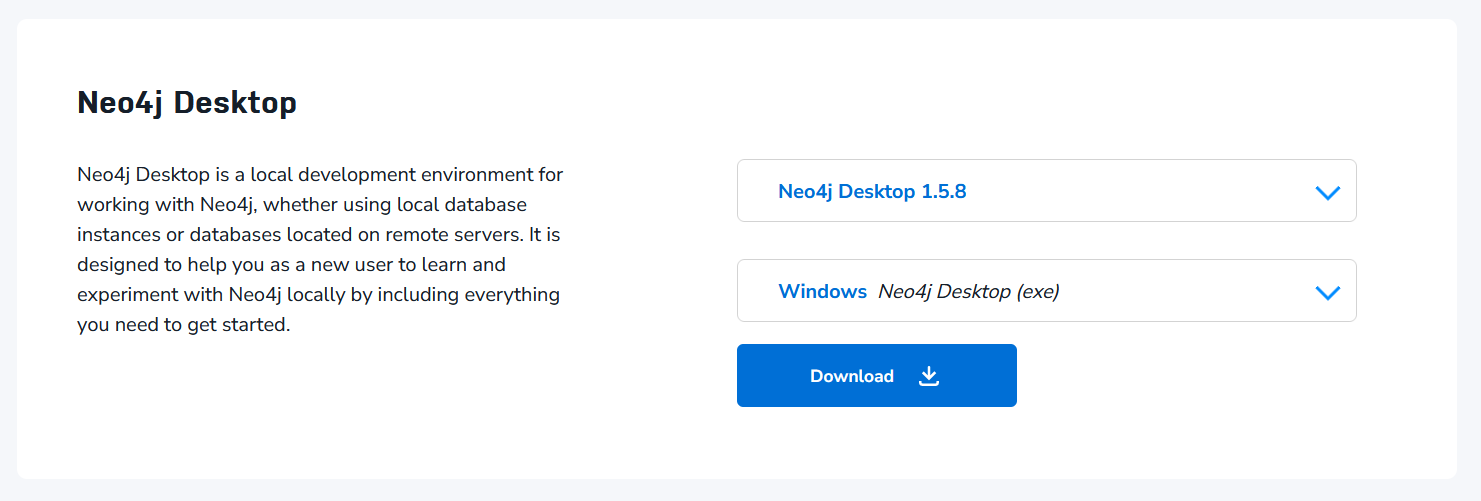 Neo4j Desktop
Neo4j Desktop is a local development environment for
working with Neo4j, whether using local database
instances or databases located on remote servers. It is
designed to help you as a new user to learn and
experiment with Neo4j locally by including everything
you need to get started.
Neo4j Desktop 1.5.8
Windows Neo4j Desktop (exe)
Download